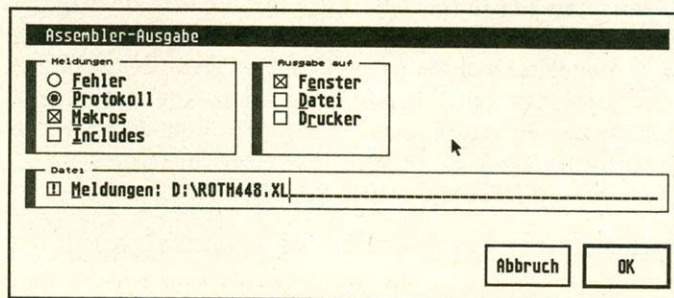 Assembler-Ausgabe
Meldungen
Fehler
Protokoll
Makros
Includes
Ausgabe auf
Fenster
Datei
Drucker
Datei
Meldungen: D:\ROTH448.XL
Abbruch
OK